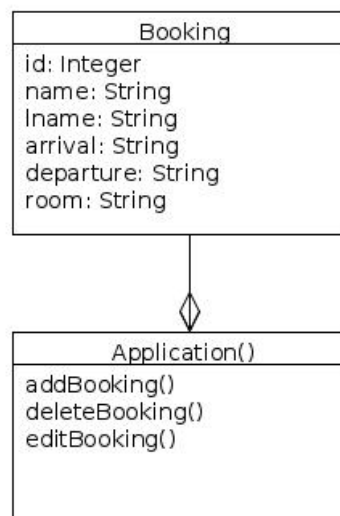 Booking
id: Integer
name: String
lname: String
arrival: String
departure: String
room: String
Application()
addBooking()
deleteBooking()
editBooking()